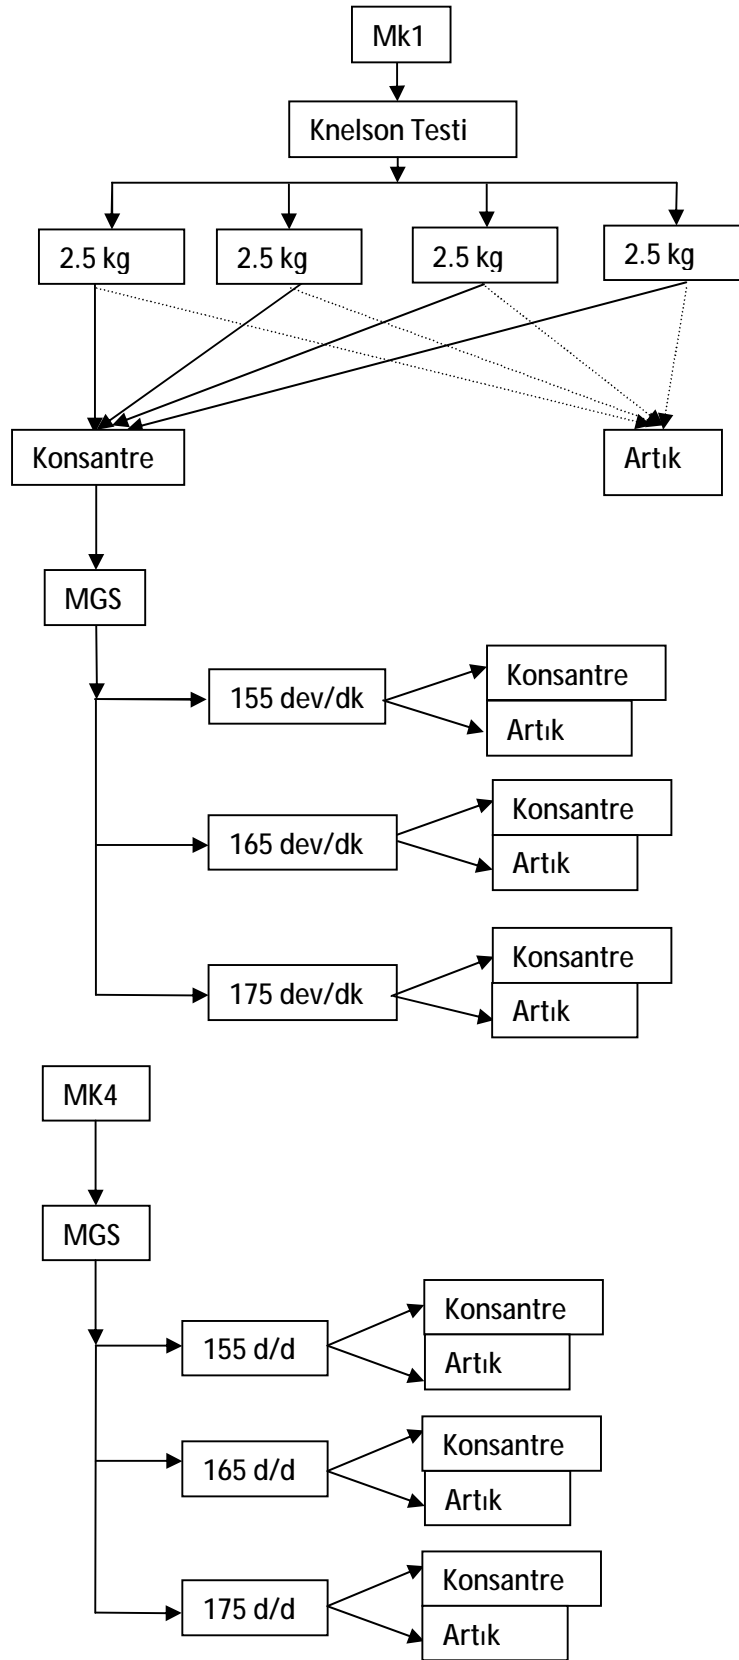 Mk1
Knelson Testi
2.5 kg 2.5 kg 2.5 kg 2.5 kg
Konsantre Artık
MGS
Konsantre
155 dev/dk
Artık
Konsantre
165 dev/dk
Artık
Konsantre
175 dev/dk
Artık
MK4
MGS
Konsantre
155 d/d
Artık
Konsantre
165 d/d
Artık
Konsantre
175 d/d
Artık